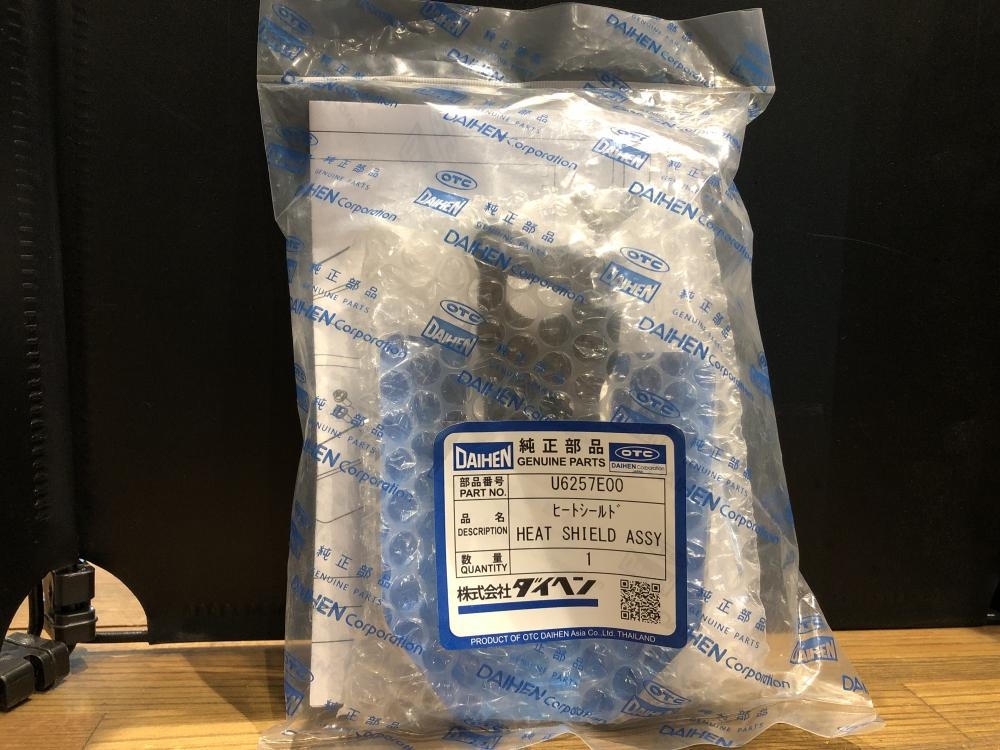 OTC
DAIHEN
純正部品
GENUINE PARTS
DAIHEN Corporation
DAIHEN
純正部品
GENUINE PARTS
OTC
DAIHEN Corporation
JAPAN
部品番号
PART NO.
U6257E00
品名
DESCRIPTION
ヒートシールド
HEAT SHIELD ASSY
数量
QUANTITY
1
株式会社ダイヘン
PRODUCT OF OTC DAIHEN Asia Co.,Ltd. THAILAND